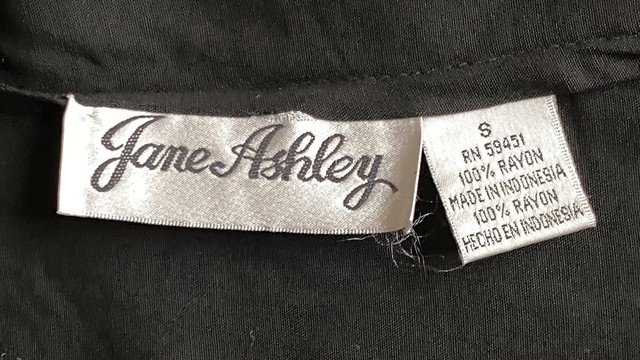 Jane Ashley
S
RN 59451
100% RAYON
MADE IN INDONESIA
100% RAYON
HECHO EN INDONESIA